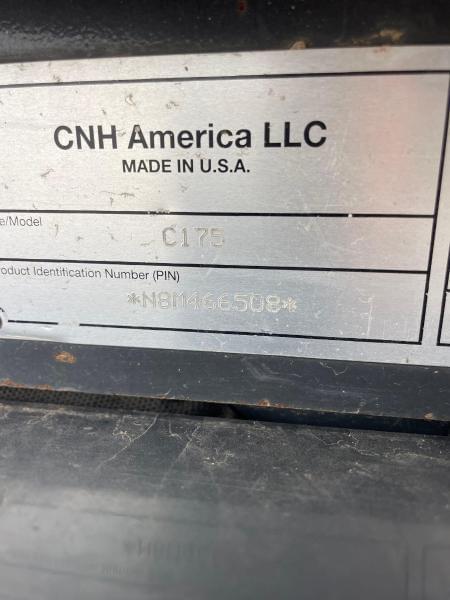 CNH America LLC
MADE IN U.S.A.
e/Model
C175
roduct Identification Number (PIN)
*N8M466508*